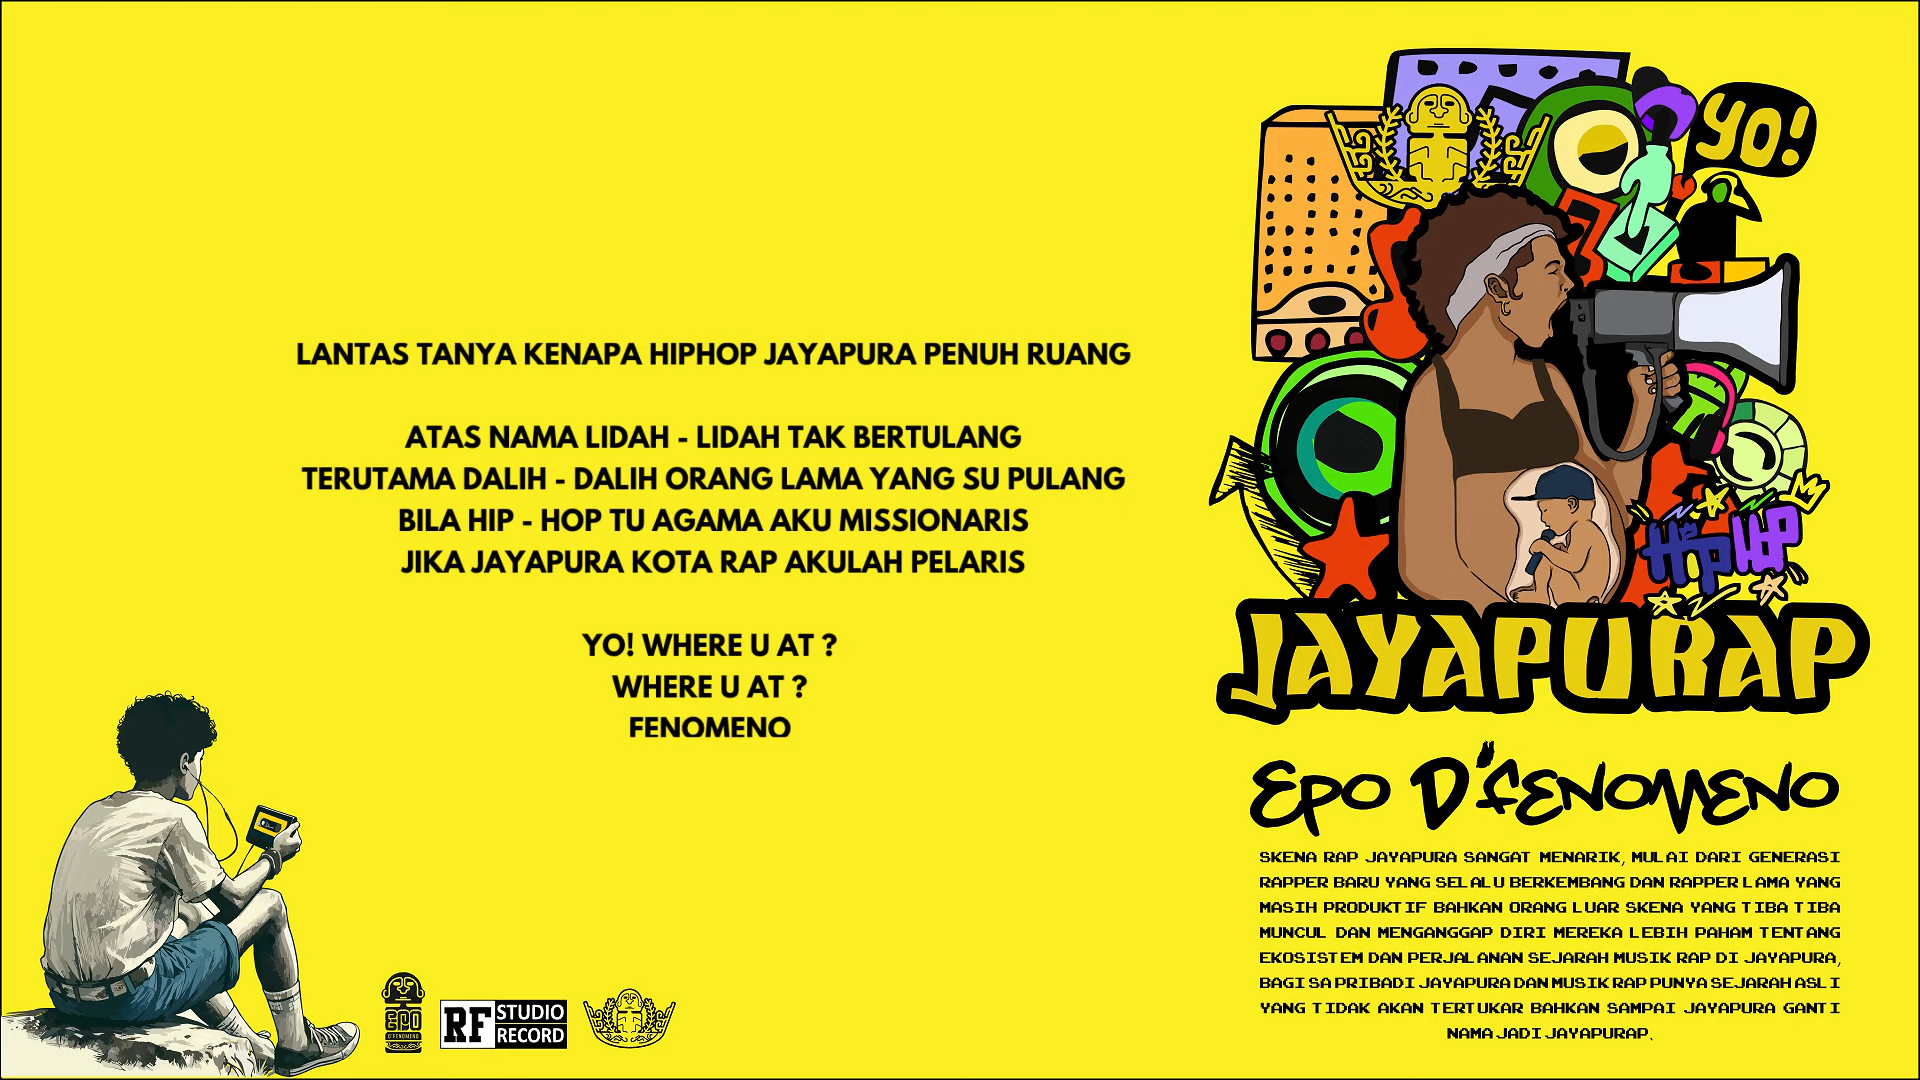 LANTAS TANYA KENAPA HIPHOP JAYAPURA PENUH RUANG
ATAS NAMA LIDAH - LIDAH TAK BERTULANG
TERUTAMA DALIH - DALIH ORANG LAMA YANG SU PULANG
BILA HIP - HOP TU AGAMA AKU MISSIONARIS
JIKA JAYAPURA KOTA RAP AKULAH PELARIS
YO! WHERE U AT ?
WHERE U AT ?
FENOMENO
YO!
HipHOP
JAYAPURAP
EPO D'FENOMENO
SKENA RAP JAYAPURA SANGAT MENARIK, MULAI DARI GENERASI
RAPPER BARU YANG SELALU BERKEMBANG DAN RAPPER LAMA YANG
MASIH PRODUKTIF BAHKAN ORANG LUAR SKENA YANG TIBA TIBA
MUNCUL DAN MENGANGGAP DIRI MEREKA LEBIH PAHAM TENTANG
EKOSISTEM DAN PERJALANAN SEJARAH MUSIK RAP DI JAYAPURA,
BAGI SA PRIBADI JAYAPURA DAN MUSIK RAP PUNYA SEJARAH ASLI
YANG TIDAK AKAN TERTUKAR BAHKAN SAMPAI JAYAPURA GANTI
NAMA JADI JAYAPURAP.
EPO
D'FENOMENO
RF STUDIO
RECORD